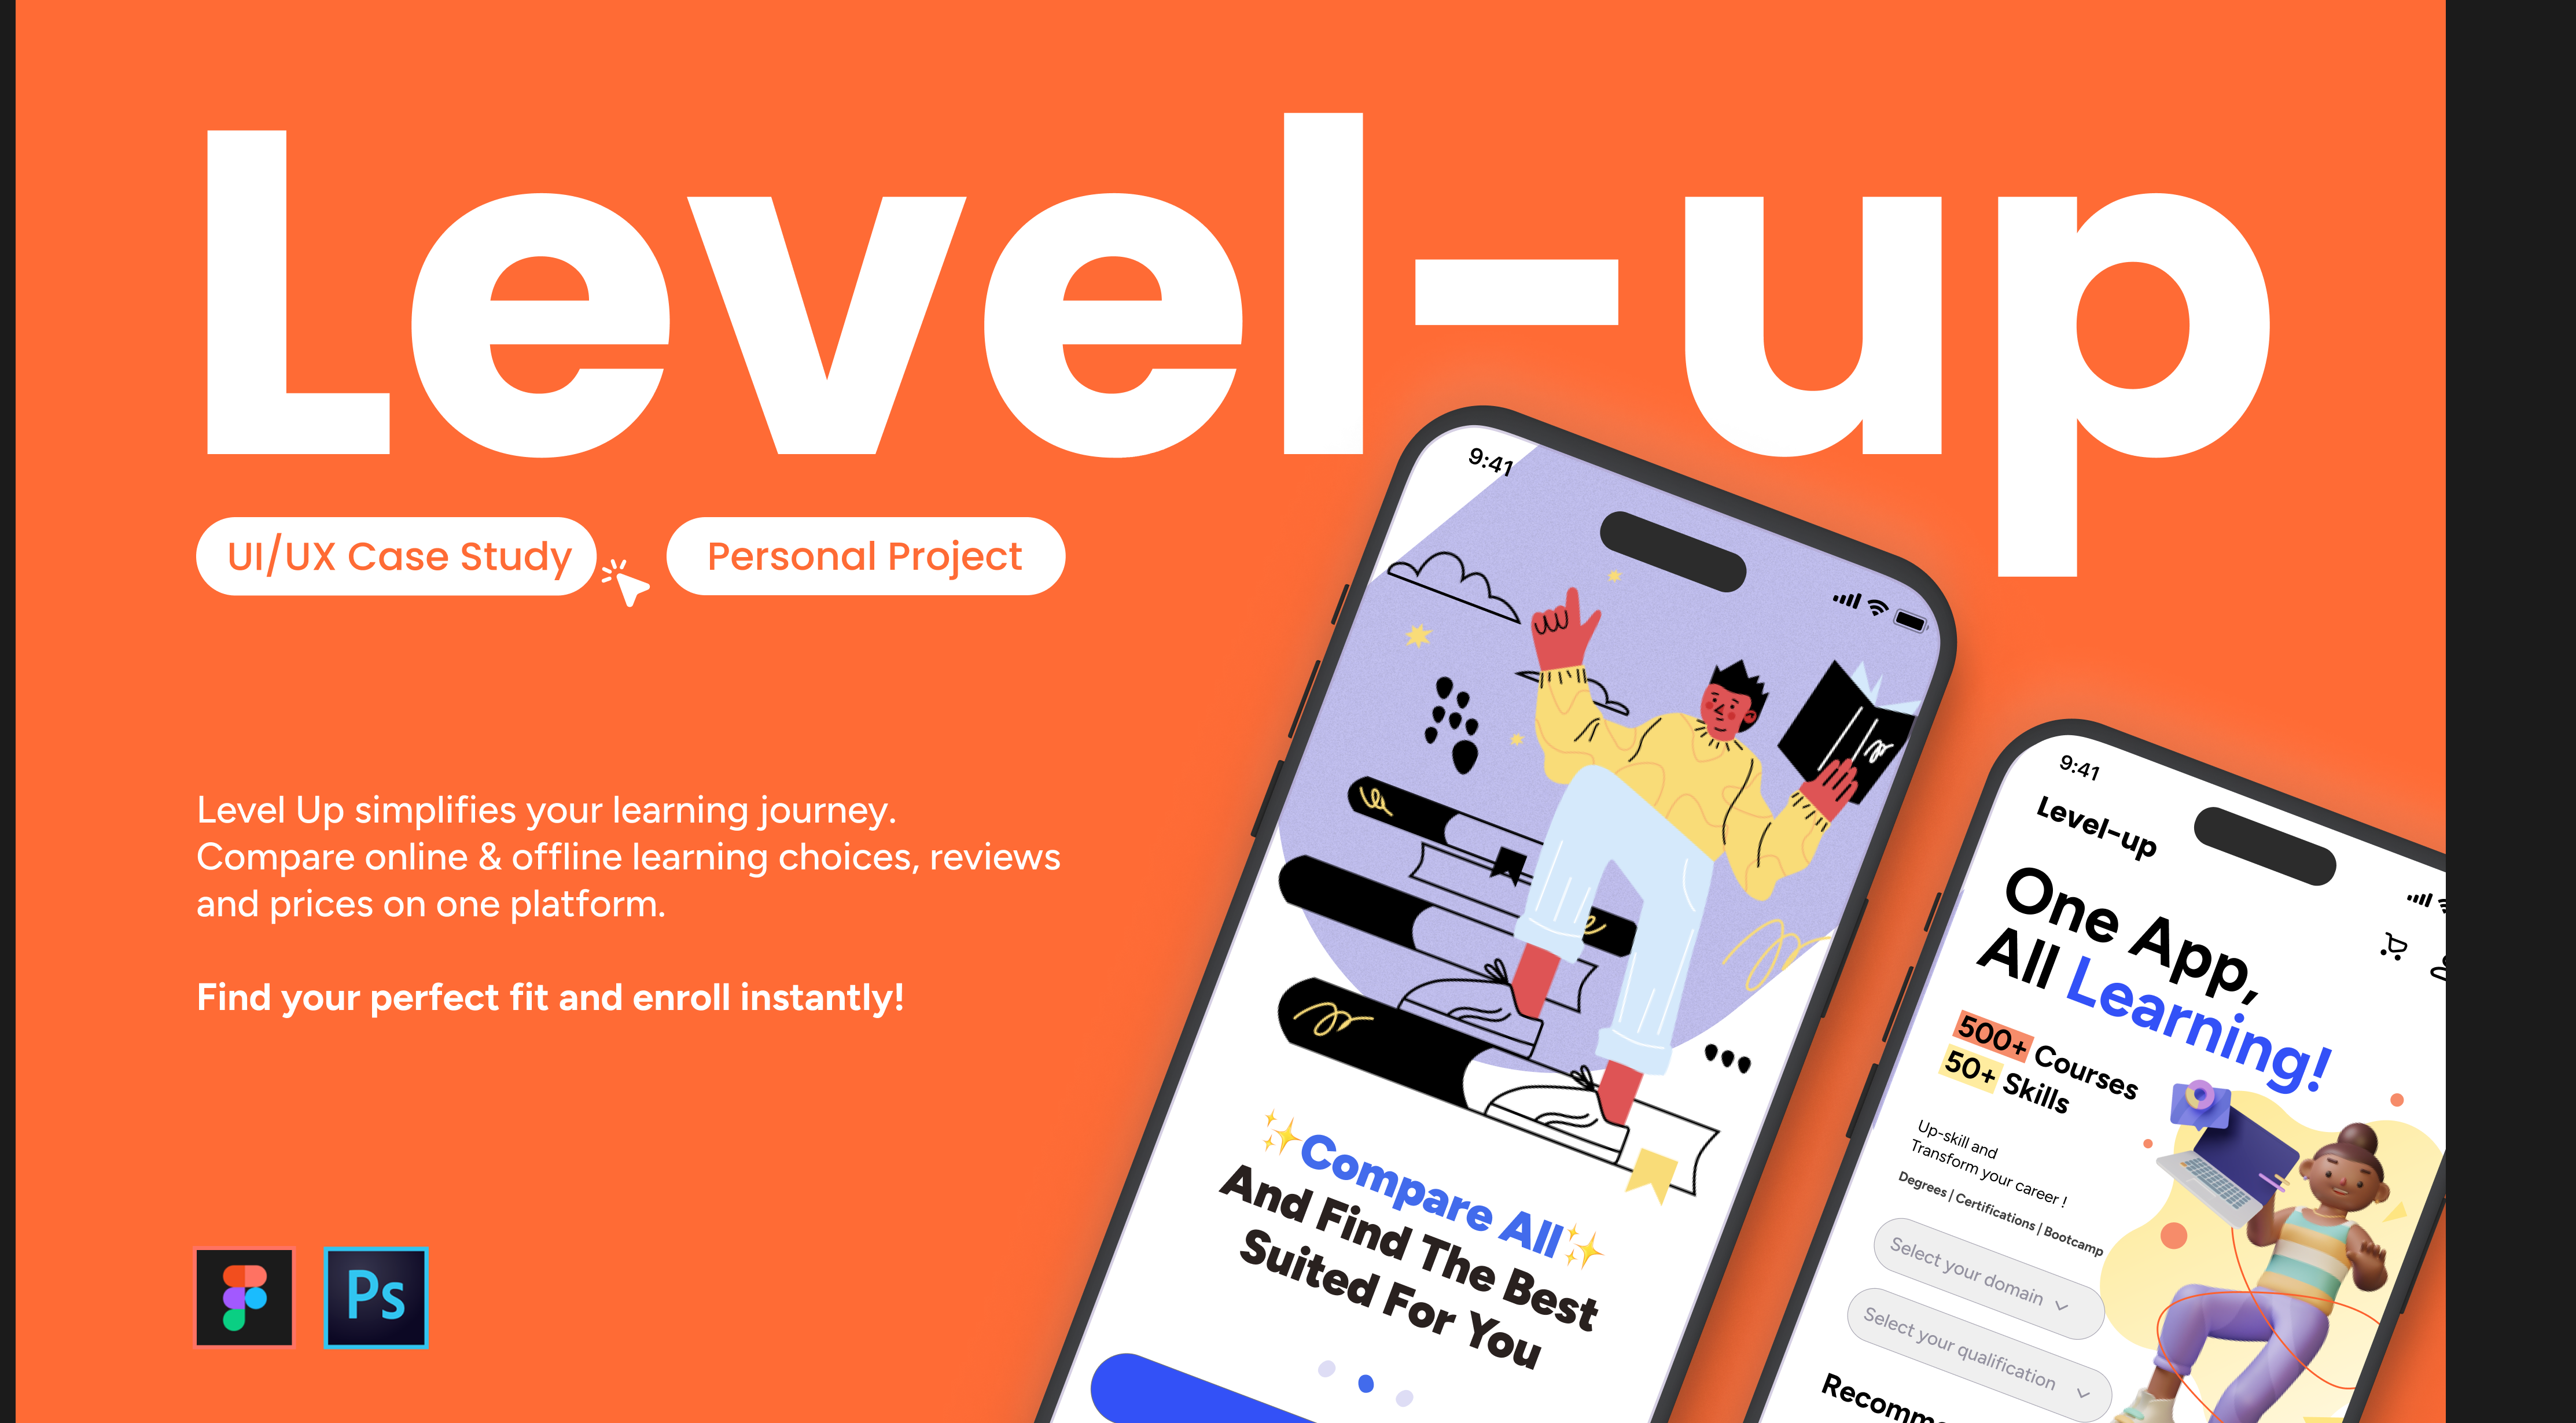 Level-up
UI/UX Case Study
Personal Project
Level Up simplifies your learning journey.
Compare online & offline learning choices, reviews
and prices on one platform.
Find your perfect fit and enroll instantly!
Ps
9:41
✨Compare All✨
And Find The Best
Suited For You
9:41
Level-up
One App,
All Learning!
500+ Courses
50+ Skills
Up-skill and
Transform your career !
Degrees | Certifications | Bootcamp
Select your domain
Select your qualification